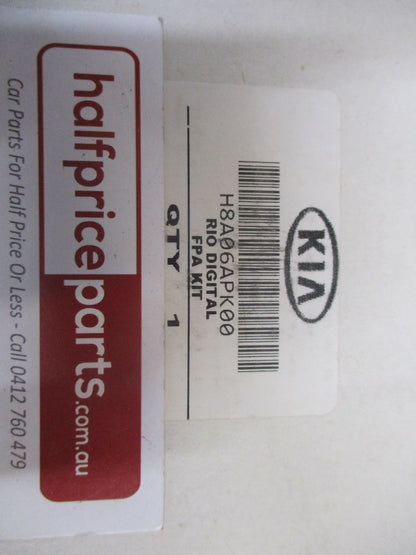 halfpriceparts.com.au
Car Parts For Half Price Or Less - Call 0412 760 479
KIA
H8A06APK00
RIO DIGITAL
FPA KIT
QTY 1